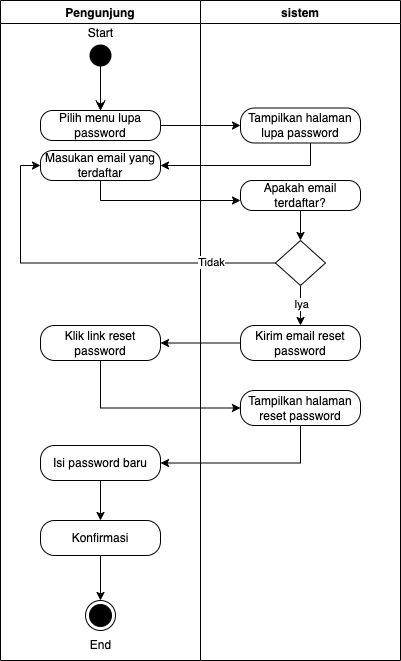 Pengunjung
sistem
Start
Pilih menu lupa
password
Tampilkan halaman
lupa password
Masukan email yang
terdaftar
Apakah email
terdaftar?
Tidak
Iya
Klik link reset
password
Kirim email reset
password
Tampilkan halaman
reset password
Isi password baru
Konfirmasi
End